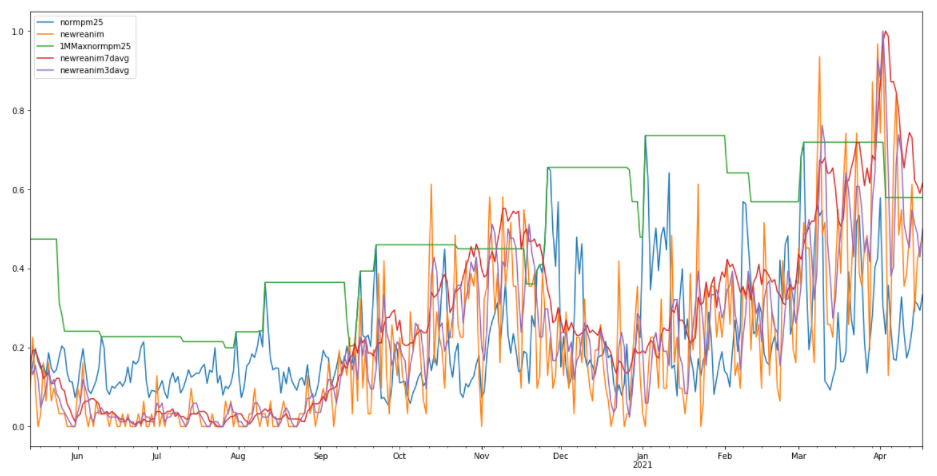 normpm25
newreanim
1MMaxnormpm25
newreanim7davg
newreanim3davg
1.0
0.8
0.6
0.4
0.2
0.0
Jun Jul Aug Sep Oct Nov Dec Jan Feb Mar Apr
2021